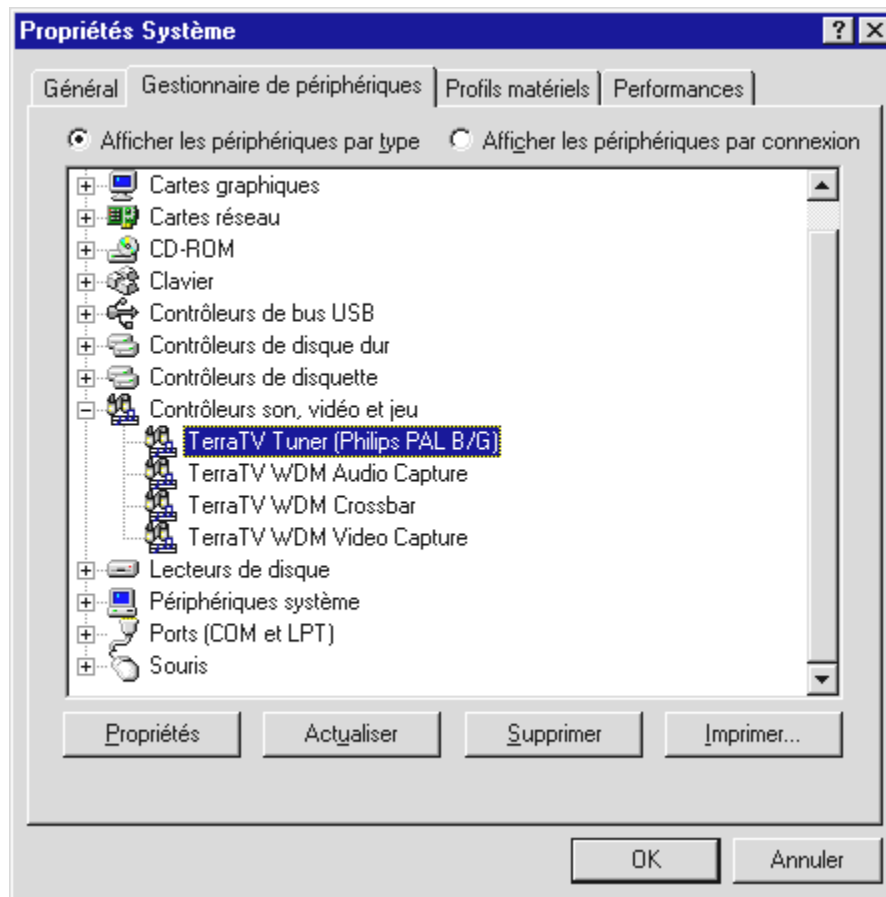 Propriétés Système
Général Gestionnaire de périphériques Profils matériels Performances
Afficher les périphériques par type Afficher les périphériques par connexion
Cartes graphiques
Cartes réseau
CD-ROM
Clavier
Contrôleurs de bus USB
Contrôleurs de disque dur
Contrôleurs de disquette
Contrôleurs son, vidéo et jeu
TerraTV Tuner (Philips PAL B/G)
TerraTV WDM Audio Capture
TerraTV WDM Crossbar
TerraTV WDM Video Capture
Lecteurs de disque
Périphériques système
Ports (COM et LPT)
Souris
Propriétés Actualiser Supprimer Imprimer...
OK Annuler